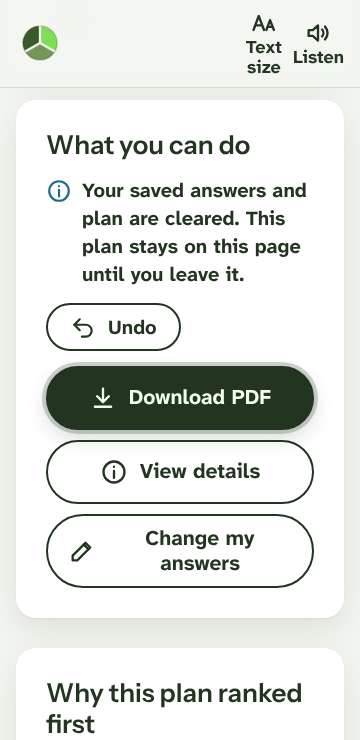 Text
size
Listen
What you can do
Your saved answers and
plan are cleared. This
plan stays on this page
until you leave it.
Undo
Download PDF
View details
Change my
answers
Why this plan ranked
first